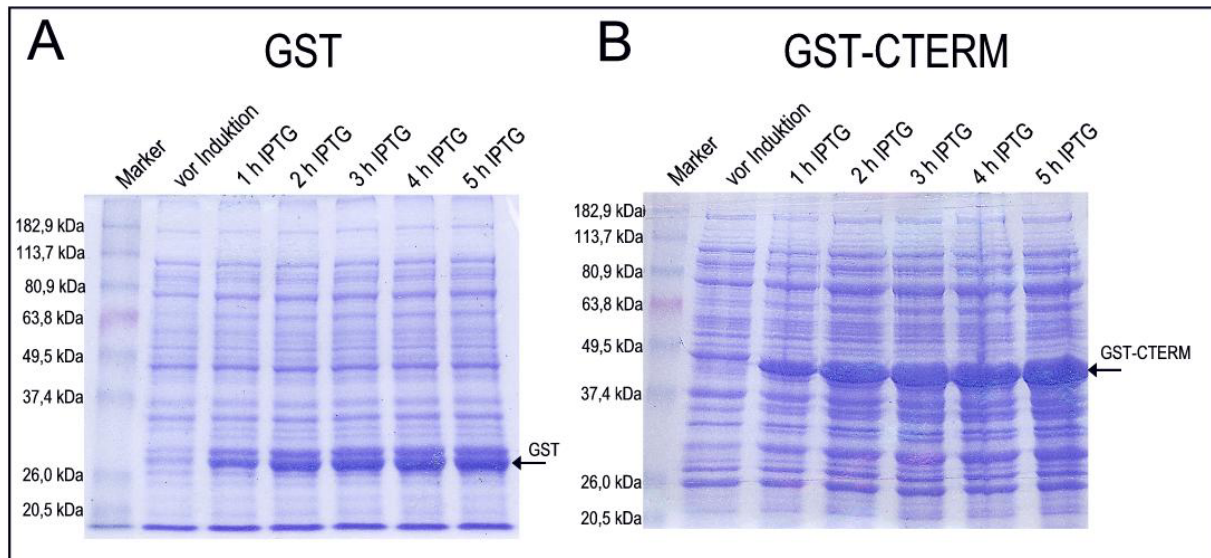 A
GST
Marker
vor Induktion
1 h IPTG
2 h IPTG
3 h IPTG
4 h IPTG
5 h IPTG
182,9 kDa
113,7 kDa
80,9 kDa
63,8 kDa
49,5 kDa
37,4 kDa
26,0 kDa
20,5 kDa
GST
B
GST-CTERM
Marker
vor Induktion
1 h IPTG
2 h IPTG
3 h IPTG
4 h IPTG
5 h IPTG
182,9 kDa
113,7 kDa
80,9 kDa
63,8 kDa
49,5 kDa
37,4 kDa
26,0 kDa
20,5 kDa
GST-CTERM